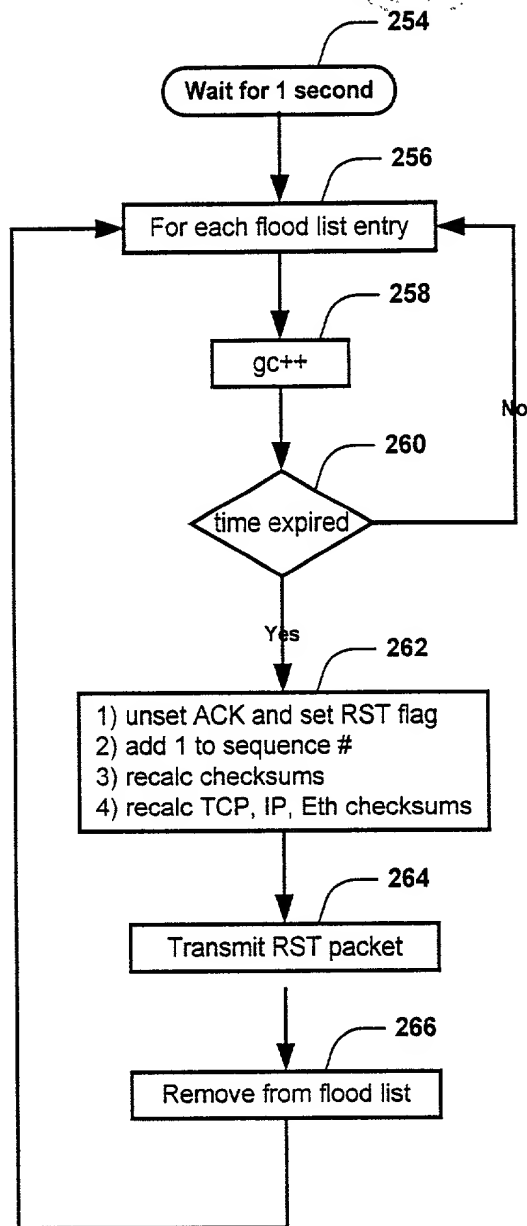 254
Wait for 1 second
256
For each flood list entry
258
gc++
No
260
time expired
Yes
262
1) unset ACK and set RST flag
2) add 1 to sequence #
3) recalc checksums
4) recalc TCP, IP, Eth checksums
264
Transmit RST packet
266
Remove from flood list